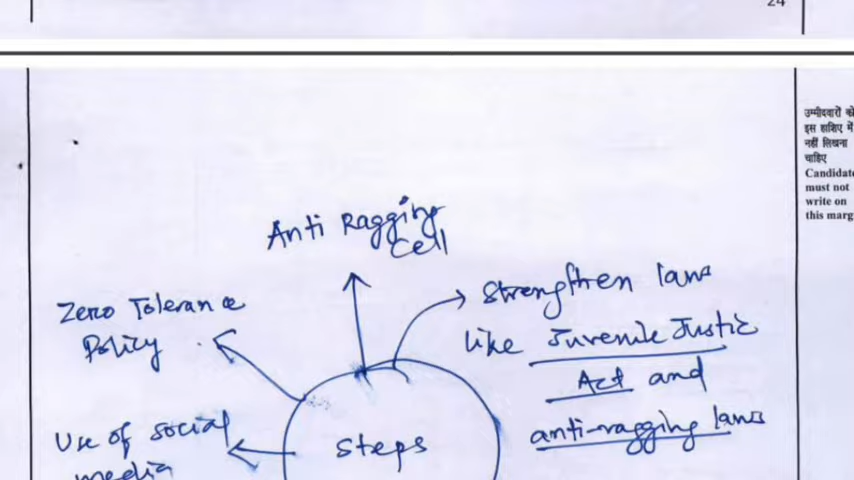 24
उम्मीदवारों को
इस हाशिए में
नहीं लिखना
चाहिए
Candidate
must not
write on
this marg
Anti Ragging
Cell
Zero Tolerance
Policy
Strengthen laws
like Juvenile Justic
Act and
anti-ragging laws
Use of social
media
Steps